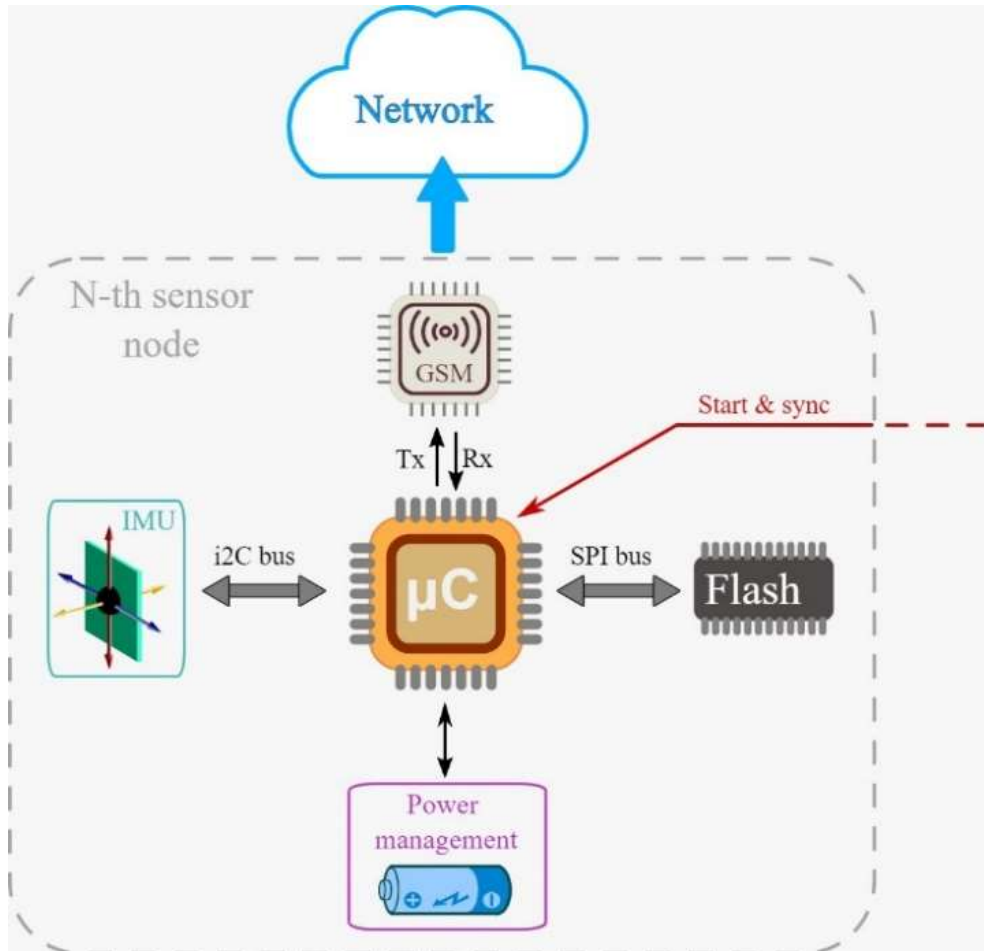 Network
N-th sensor
node
GSM
Start & sync
Tx
Rx
IMU
i2C bus
µC
SPI bus
Flash
Power
management